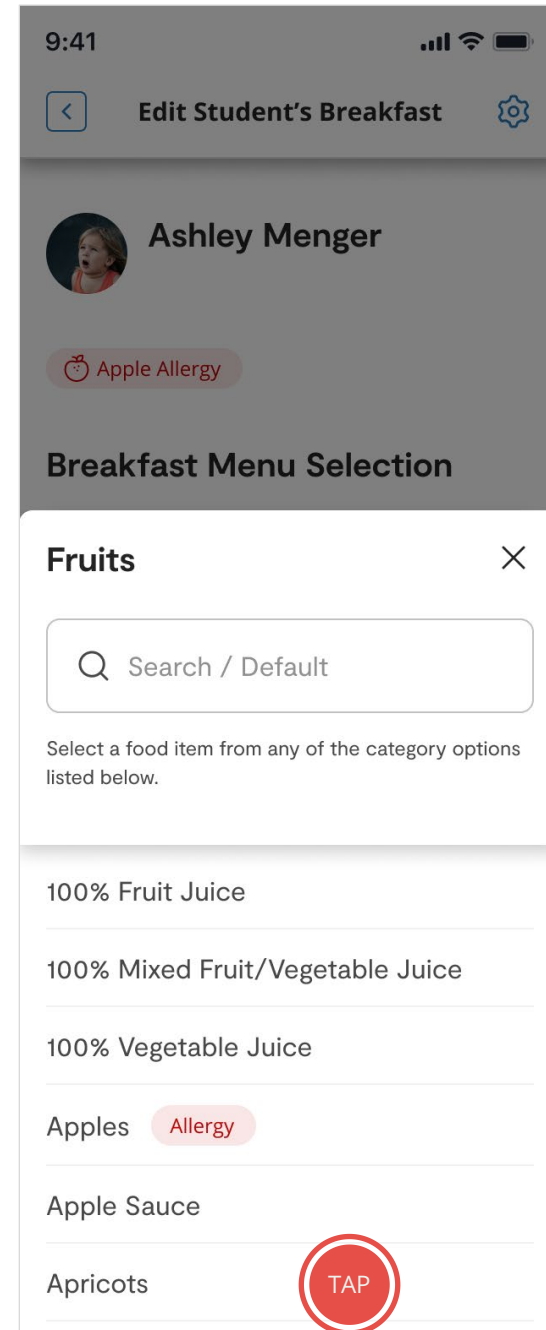 9:41
Edit Student's Breakfast
Ashley Menger
Apple Allergy
Breakfast Menu Selection
Fruits
Search / Default
Select a food item from any of the category options
listed below.
100% Fruit Juice
100% Mixed Fruit/Vegetable Juice
100% Vegetable Juice
Apples Allergy
Apple Sauce
Apricots TAP